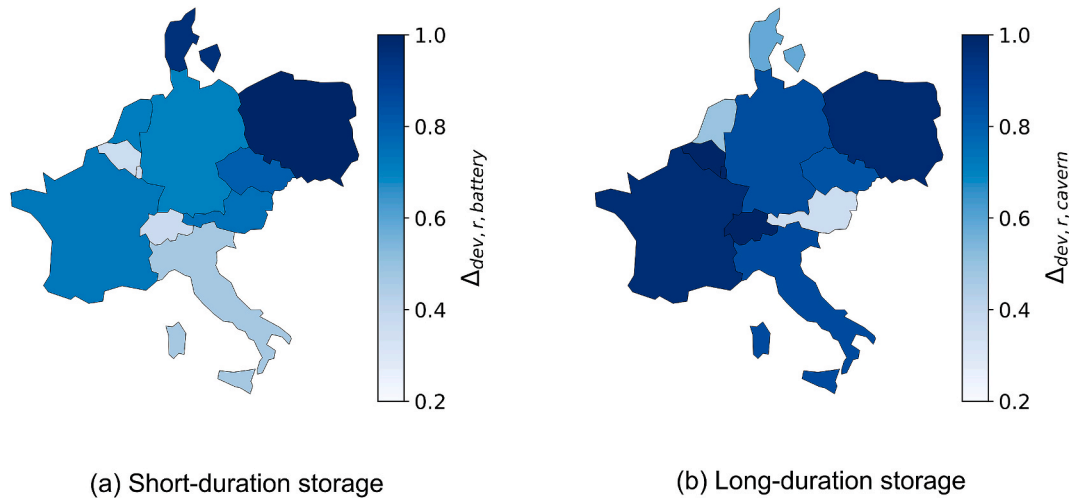 1.0
0.8
0.6
0.4
0.2
Δdev, r, battery
1.0
0.8
0.6
0.4
0.2
Δdev, r, cavern
(a) Short-duration storage
(b) Long-duration storage